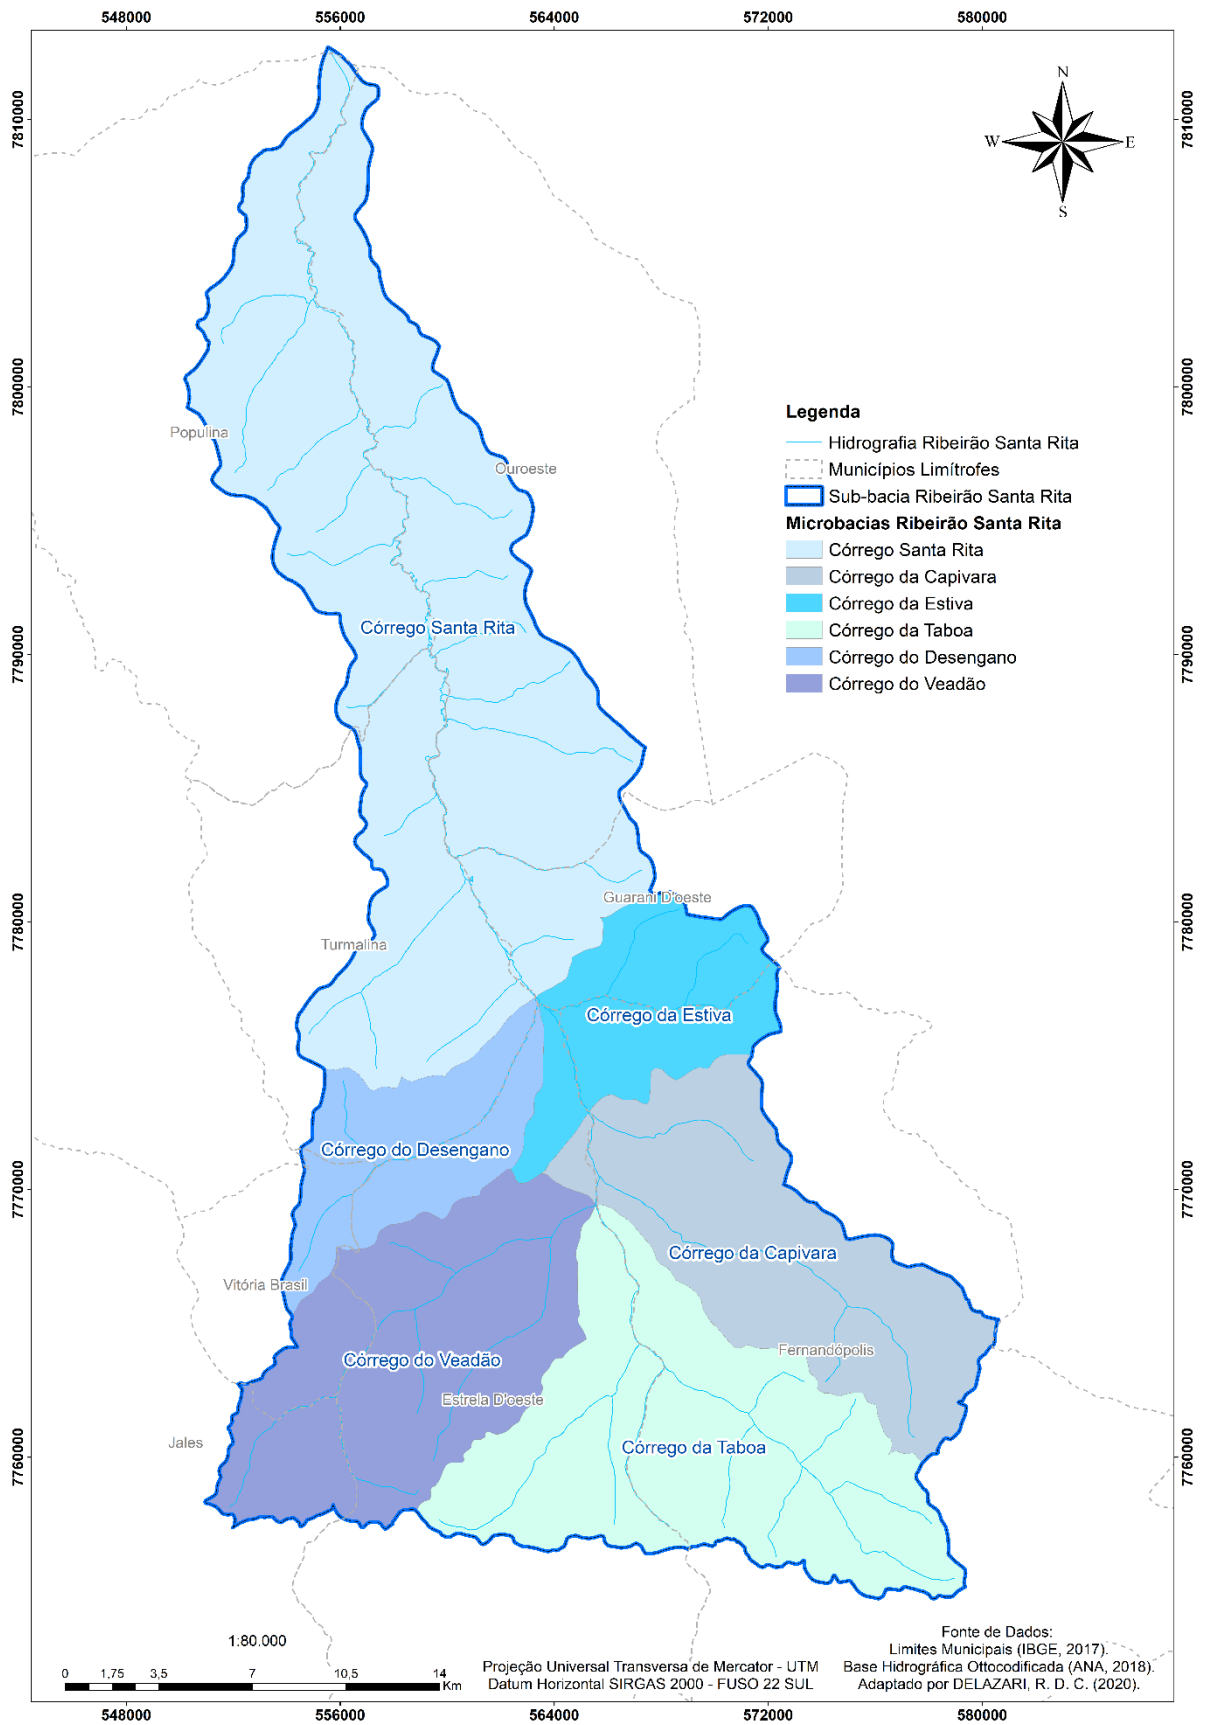 548000 556000 564000 572000 580000
N
W E
S
7810000 7810000
7800000 7800000
Legenda
Hidrografia Ribeirão Santa Rita
Municípios Limítrofes
Sub-bacia Ribeirão Santa Rita
Microbacias Ribeirão Santa Rita
Córrego Santa Rita
Córrego da Capivara
Córrego da Estiva
Córrego da Taboa
Córrego do Desengano
Córrego do Veadão
Populina
Ouroeste
Córrego Santa Rita
7790000 7790000
Guarani D'oeste
7780000 7780000
Turmalina
Córrego da Estiva
Córrego do Desengano
7770000 7770000
Córrego da Capivara
Vitória Brasil
Fernandópolis
Córrego do Veadão
Estrela D'oeste
Jales
Córrego da Taboa
7760000 7760000
1:80.000
0 1,75 3,5 7 10,5 14
Km
Projeção Universal Transversa de Mercator - UTM
Datum Horizontal SIRGAS 2000 - FUSO 22 SUL
Fonte de Dados:
Limites Municipais (IBGE, 2017).
Base Hidrográfica Ottocodificada (ANA, 2018).
Adaptado por DELAZARI, R. D. C. (2020).
548000 556000 564000 572000 580000